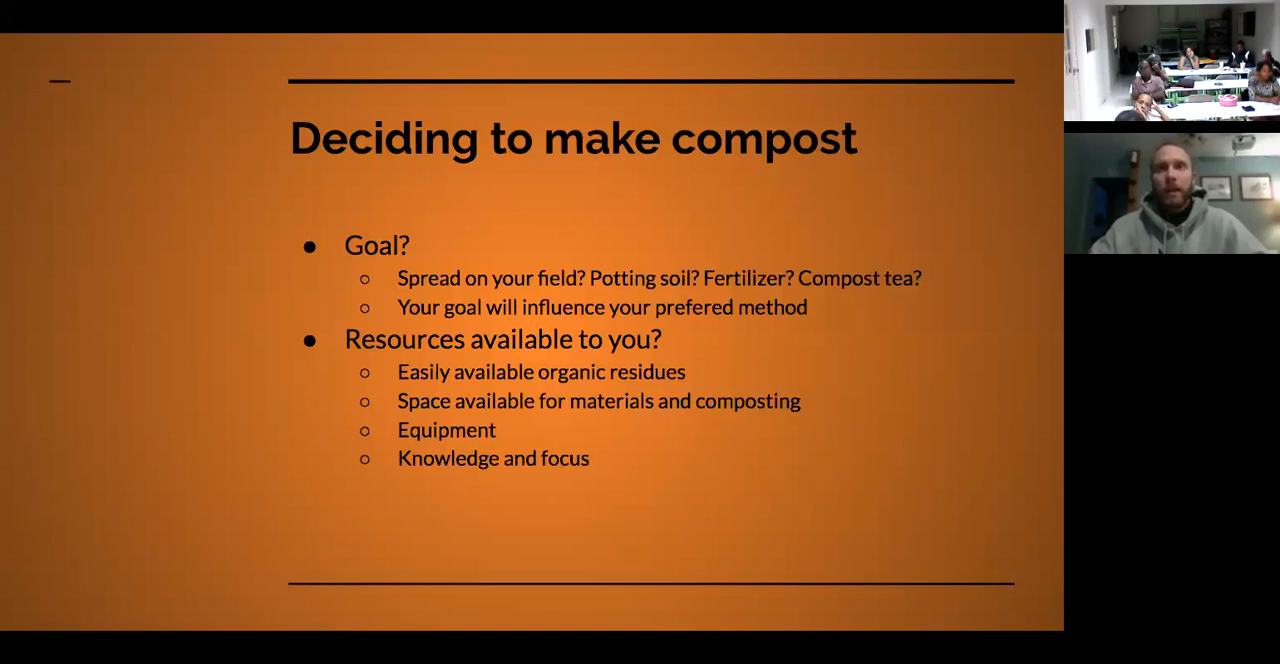 Deciding to make compost
● Goal?
○ Spread on your field? Potting soil? Fertilizer? Compost tea?
○ Your goal will influence your prefered method
● Resources available to you?
○ Easily available organic residues
○ Space available for materials and composting
○ Equipment
○ Knowledge and focus